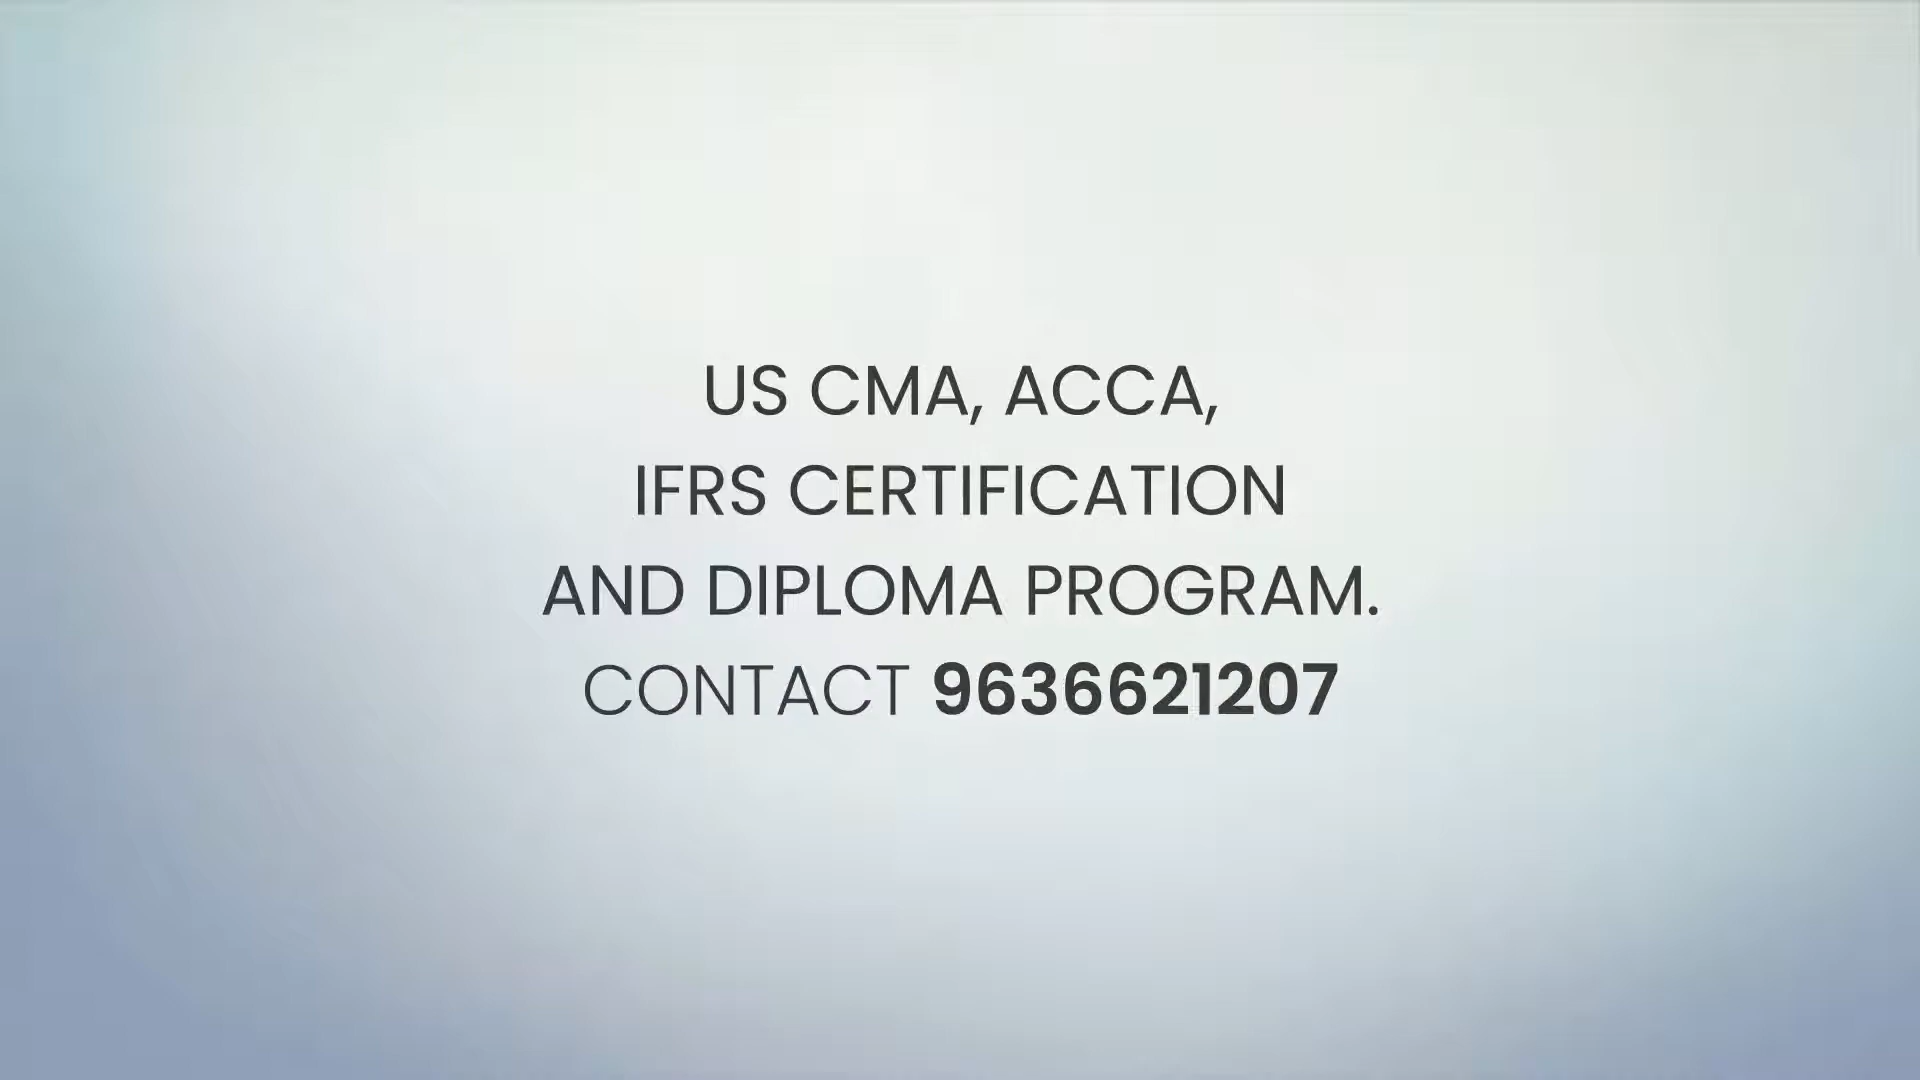 US CMA, ACCA,
IFRS CERTIFICATION
AND DIPLOMA PROGRAM.
CONTACT 9636621207